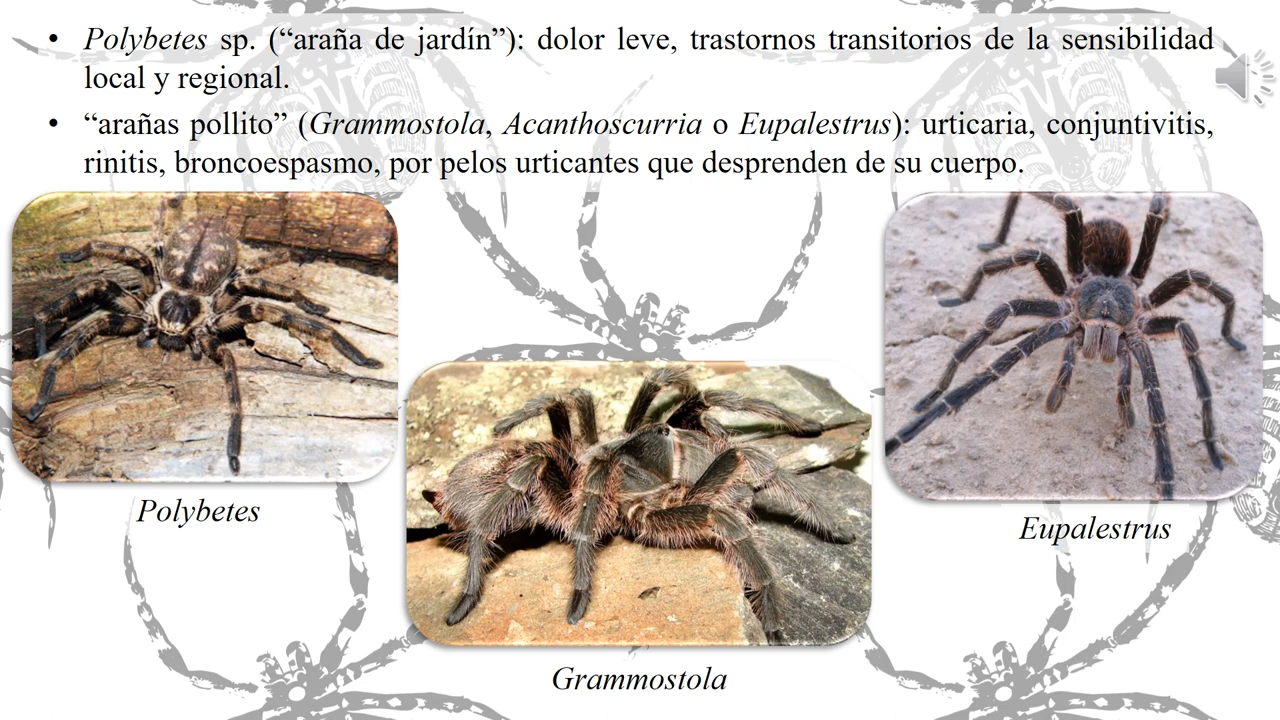 • Polybetes sp. (“araña de jardín”): dolor leve, trastornos transitorios de la sensibilidad
local y regional.
• “arañas pollito” (Grammostola, Acanthoscurria o Eupalestrus): urticaria, conjuntivitis,
rinitis, broncoespasmo, por pelos urticantes que desprenden de su cuerpo.
Polybetes
Eupalestrus
Grammostola